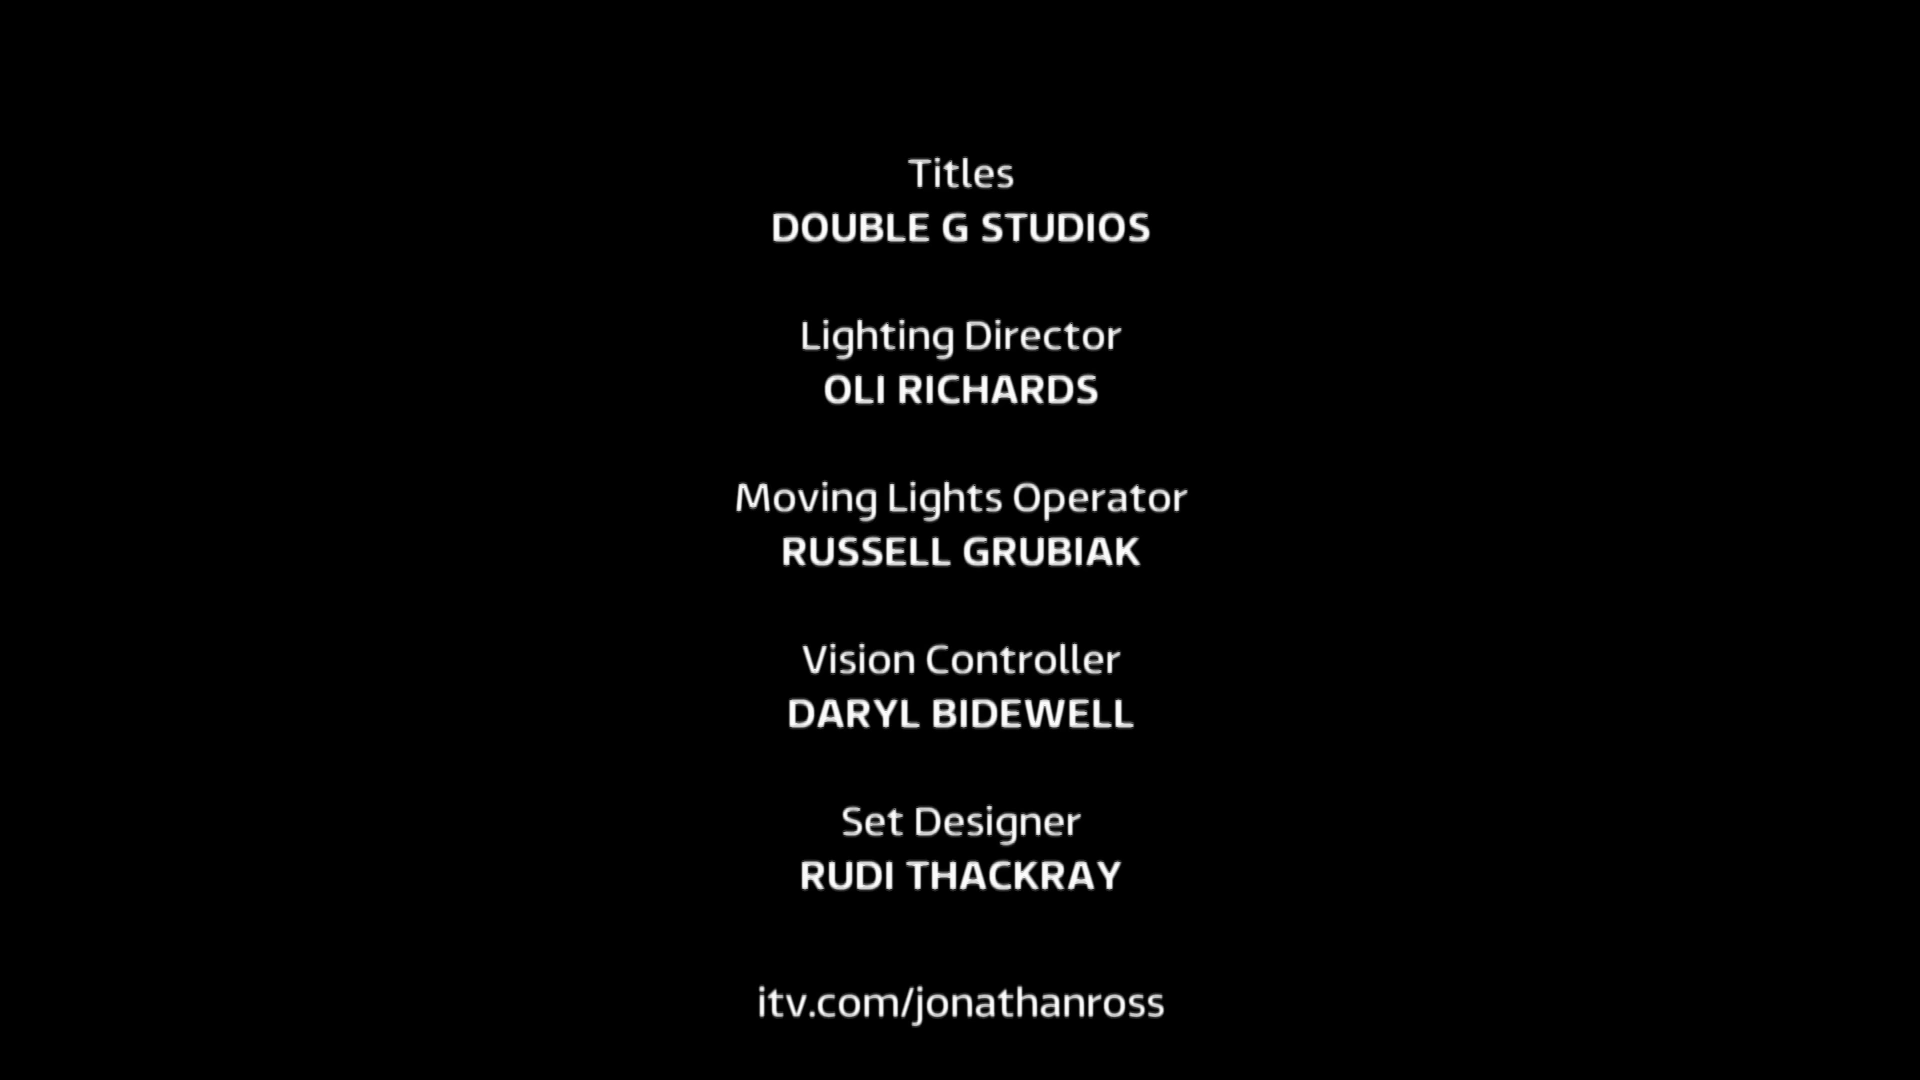 Titles
DOUBLE G STUDIOS
Lighting Director
OLI RICHARDS
Moving Lights Operator
RUSSELL GRUBIAK
Vision Controller
DARYL BIDEWELL
Set Designer
RUDI THACKRAY
itv.com/jonathanross